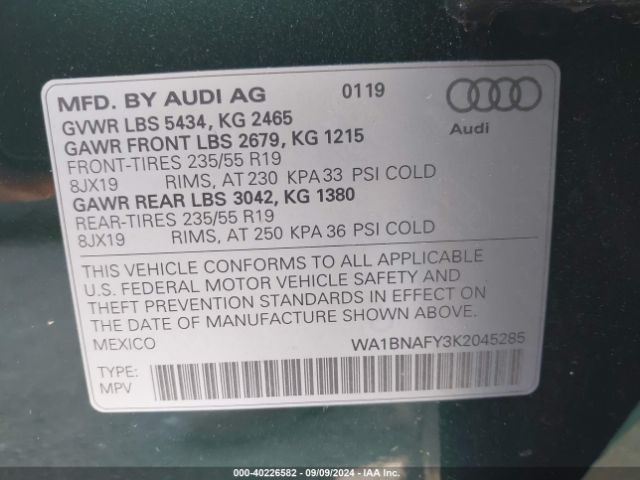 MFD. BY AUDI AG 0119
GVWR LBS 5434, KG 2465
GAWR FRONT LBS 2679, KG 1215
FRONT-TIRES 235/55 R19
8JX19 RIMS, AT 230 KPA 33 PSI COLD
GAWR REAR LBS 3042, KG 1380
REAR-TIRES 235/55 R19
8JX19 RIMS, AT 250 KPA 36 PSI COLD
Audi
THIS VEHICLE CONFORMS TO ALL APPLICABLE
U.S. FEDERAL MOTOR VEHICLE SAFETY AND
THEFT PREVENTION STANDARDS IN EFFECT ON
THE DATE OF MANUFACTURE SHOWN ABOVE.
MEXICO WA1BNAFY3K2045285
TYPE:
MPV
000-40226582 - 09/09/2024 - IAA Inc.